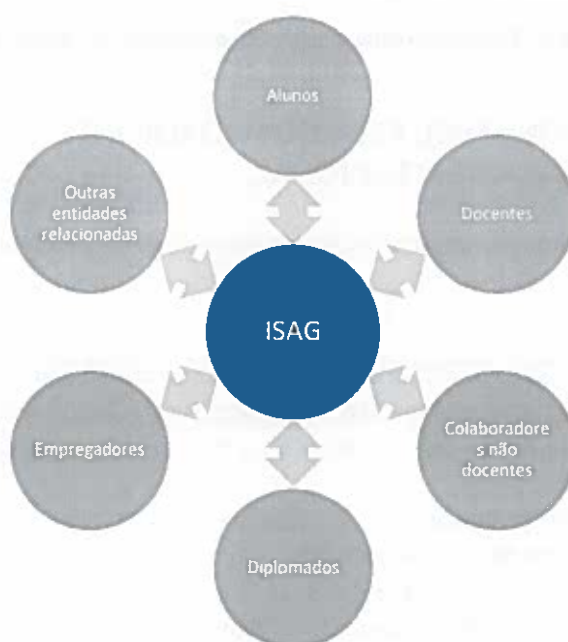 Alunos
Outras
entidades
relacionadas
Docentes
ISAG
Empregadores
Colaboradore
s não
docentes
Diplomados